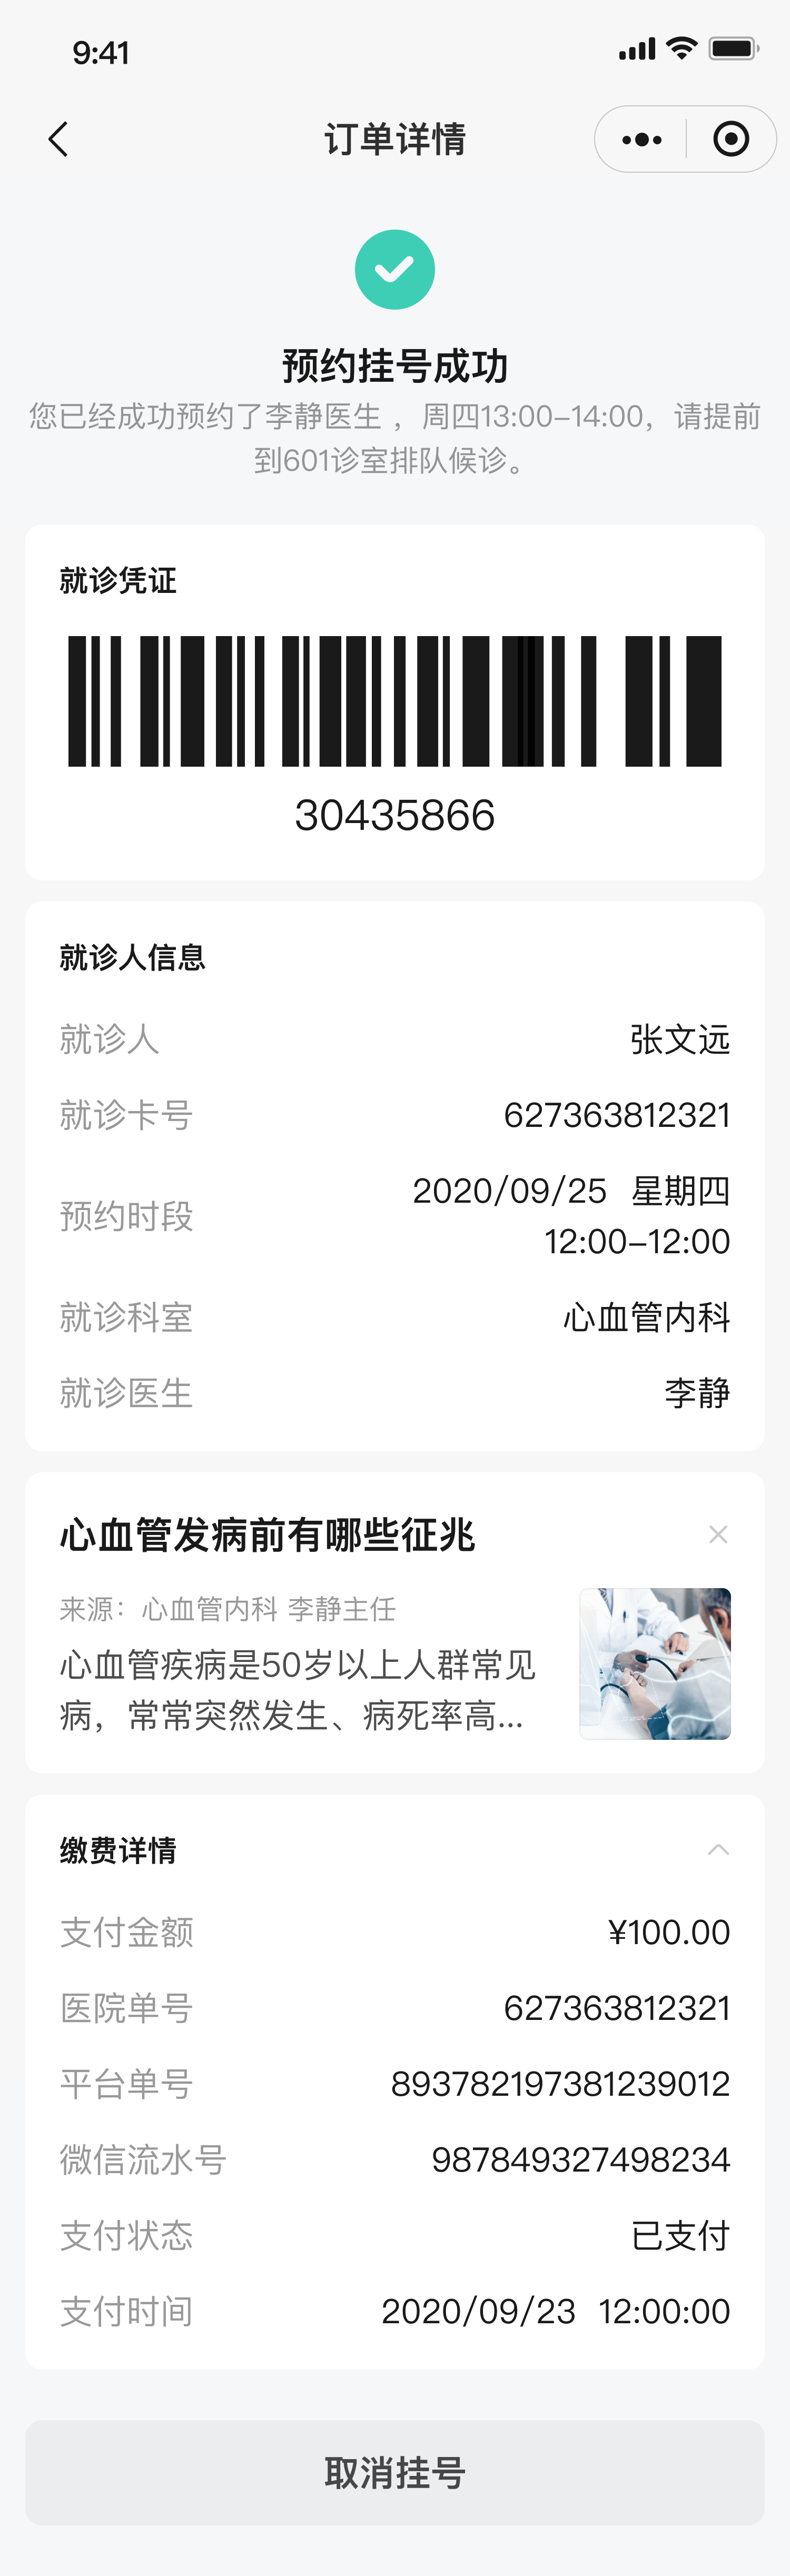 9:41
订单详情
预约挂号成功
您已经成功预约了李静医生 ，周四13:00-14:00，请提前
到601诊室排队候诊。
就诊凭证
30435866
就诊人信息
就诊人 张文远
就诊卡号 627363812321
预约时段 2020/09/25 星期四
12:00-12:00
就诊科室 心血管内科
就诊医生 李静
心血管发病前有哪些征兆
来源：心血管内科 李静主任
心血管疾病是50岁以上人群常见
病，常常突然发生、病死率高...
缴费详情
支付金额 ¥100.00
医院单号 627363812321
平台单号 893782197381239012
微信流水号 987849327498234
支付状态 已支付
支付时间 2020/09/23 12:00:00
取消挂号